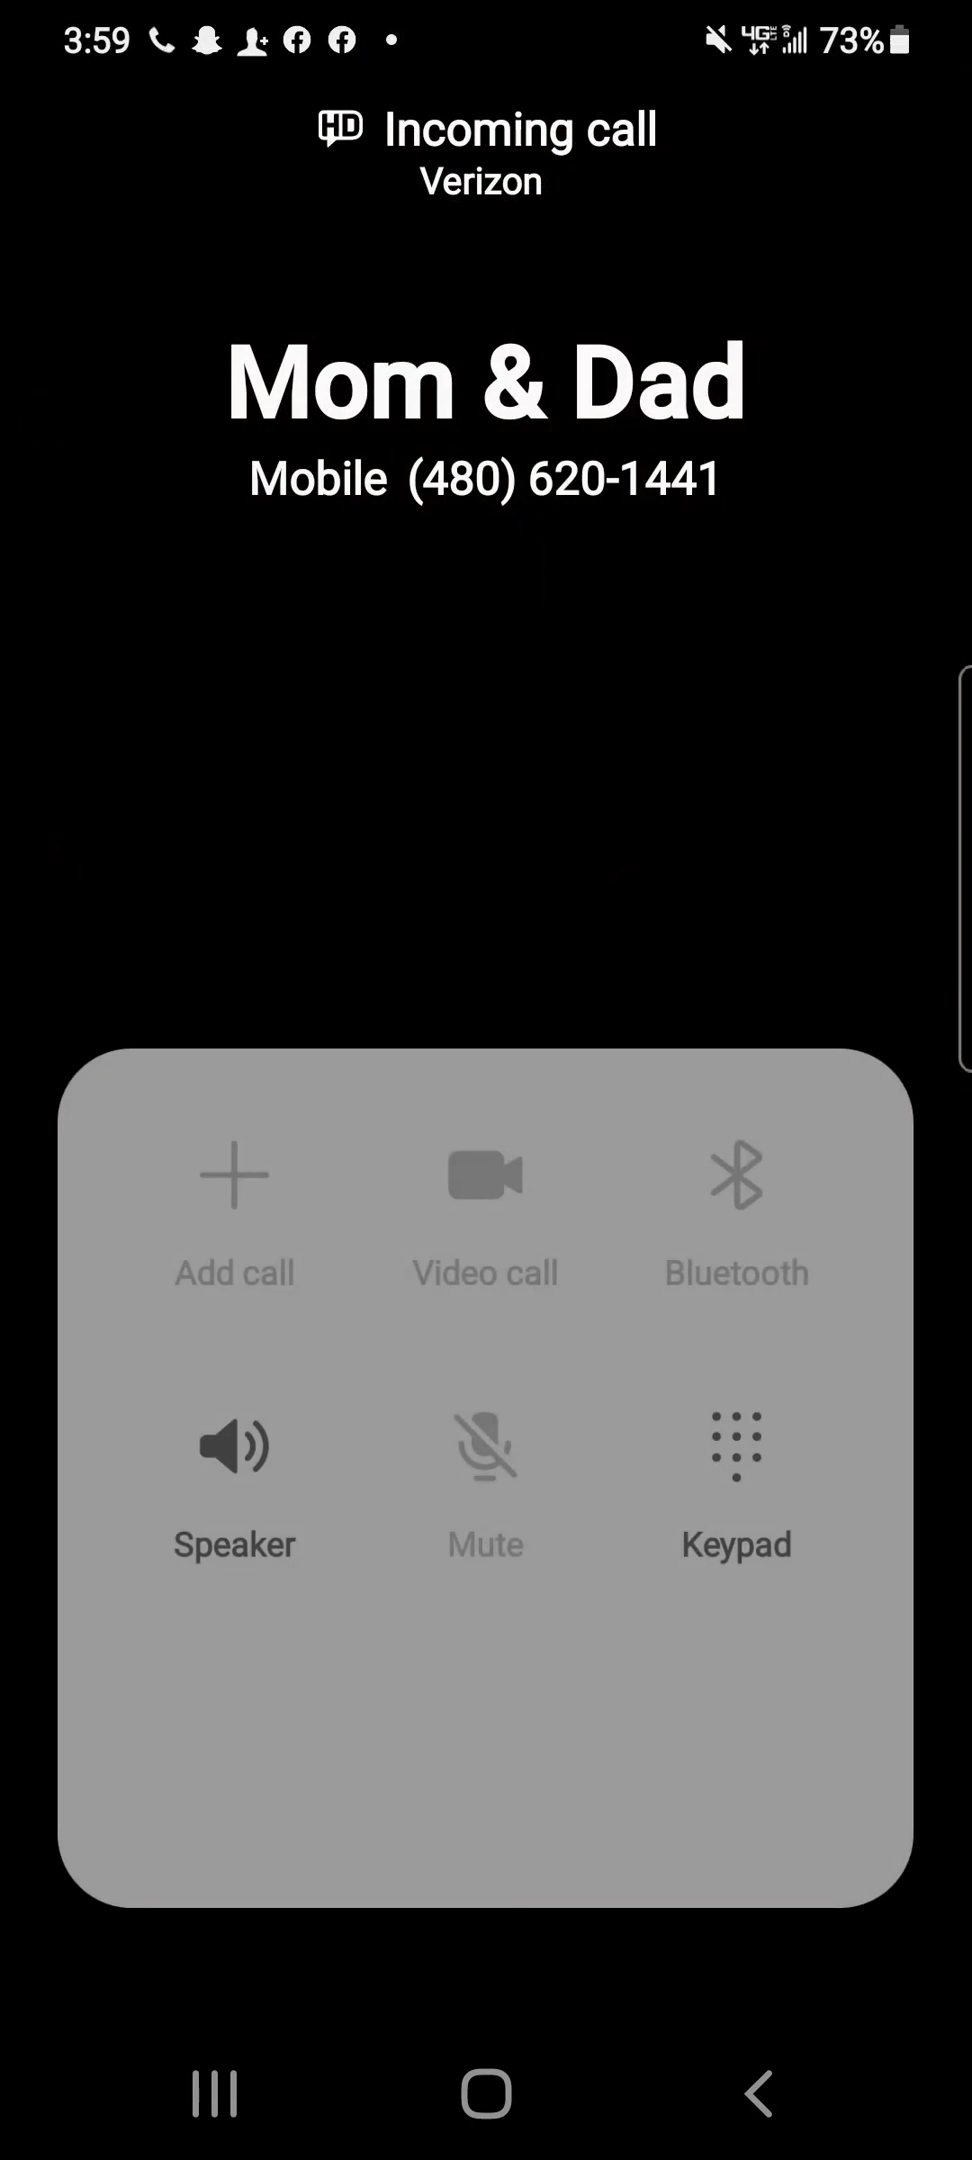 3:59 73%
HD Incoming call
Verizon
Mom & Dad
Mobile (480) 620-1441
Add call Video call Bluetooth
Speaker Mute Keypad